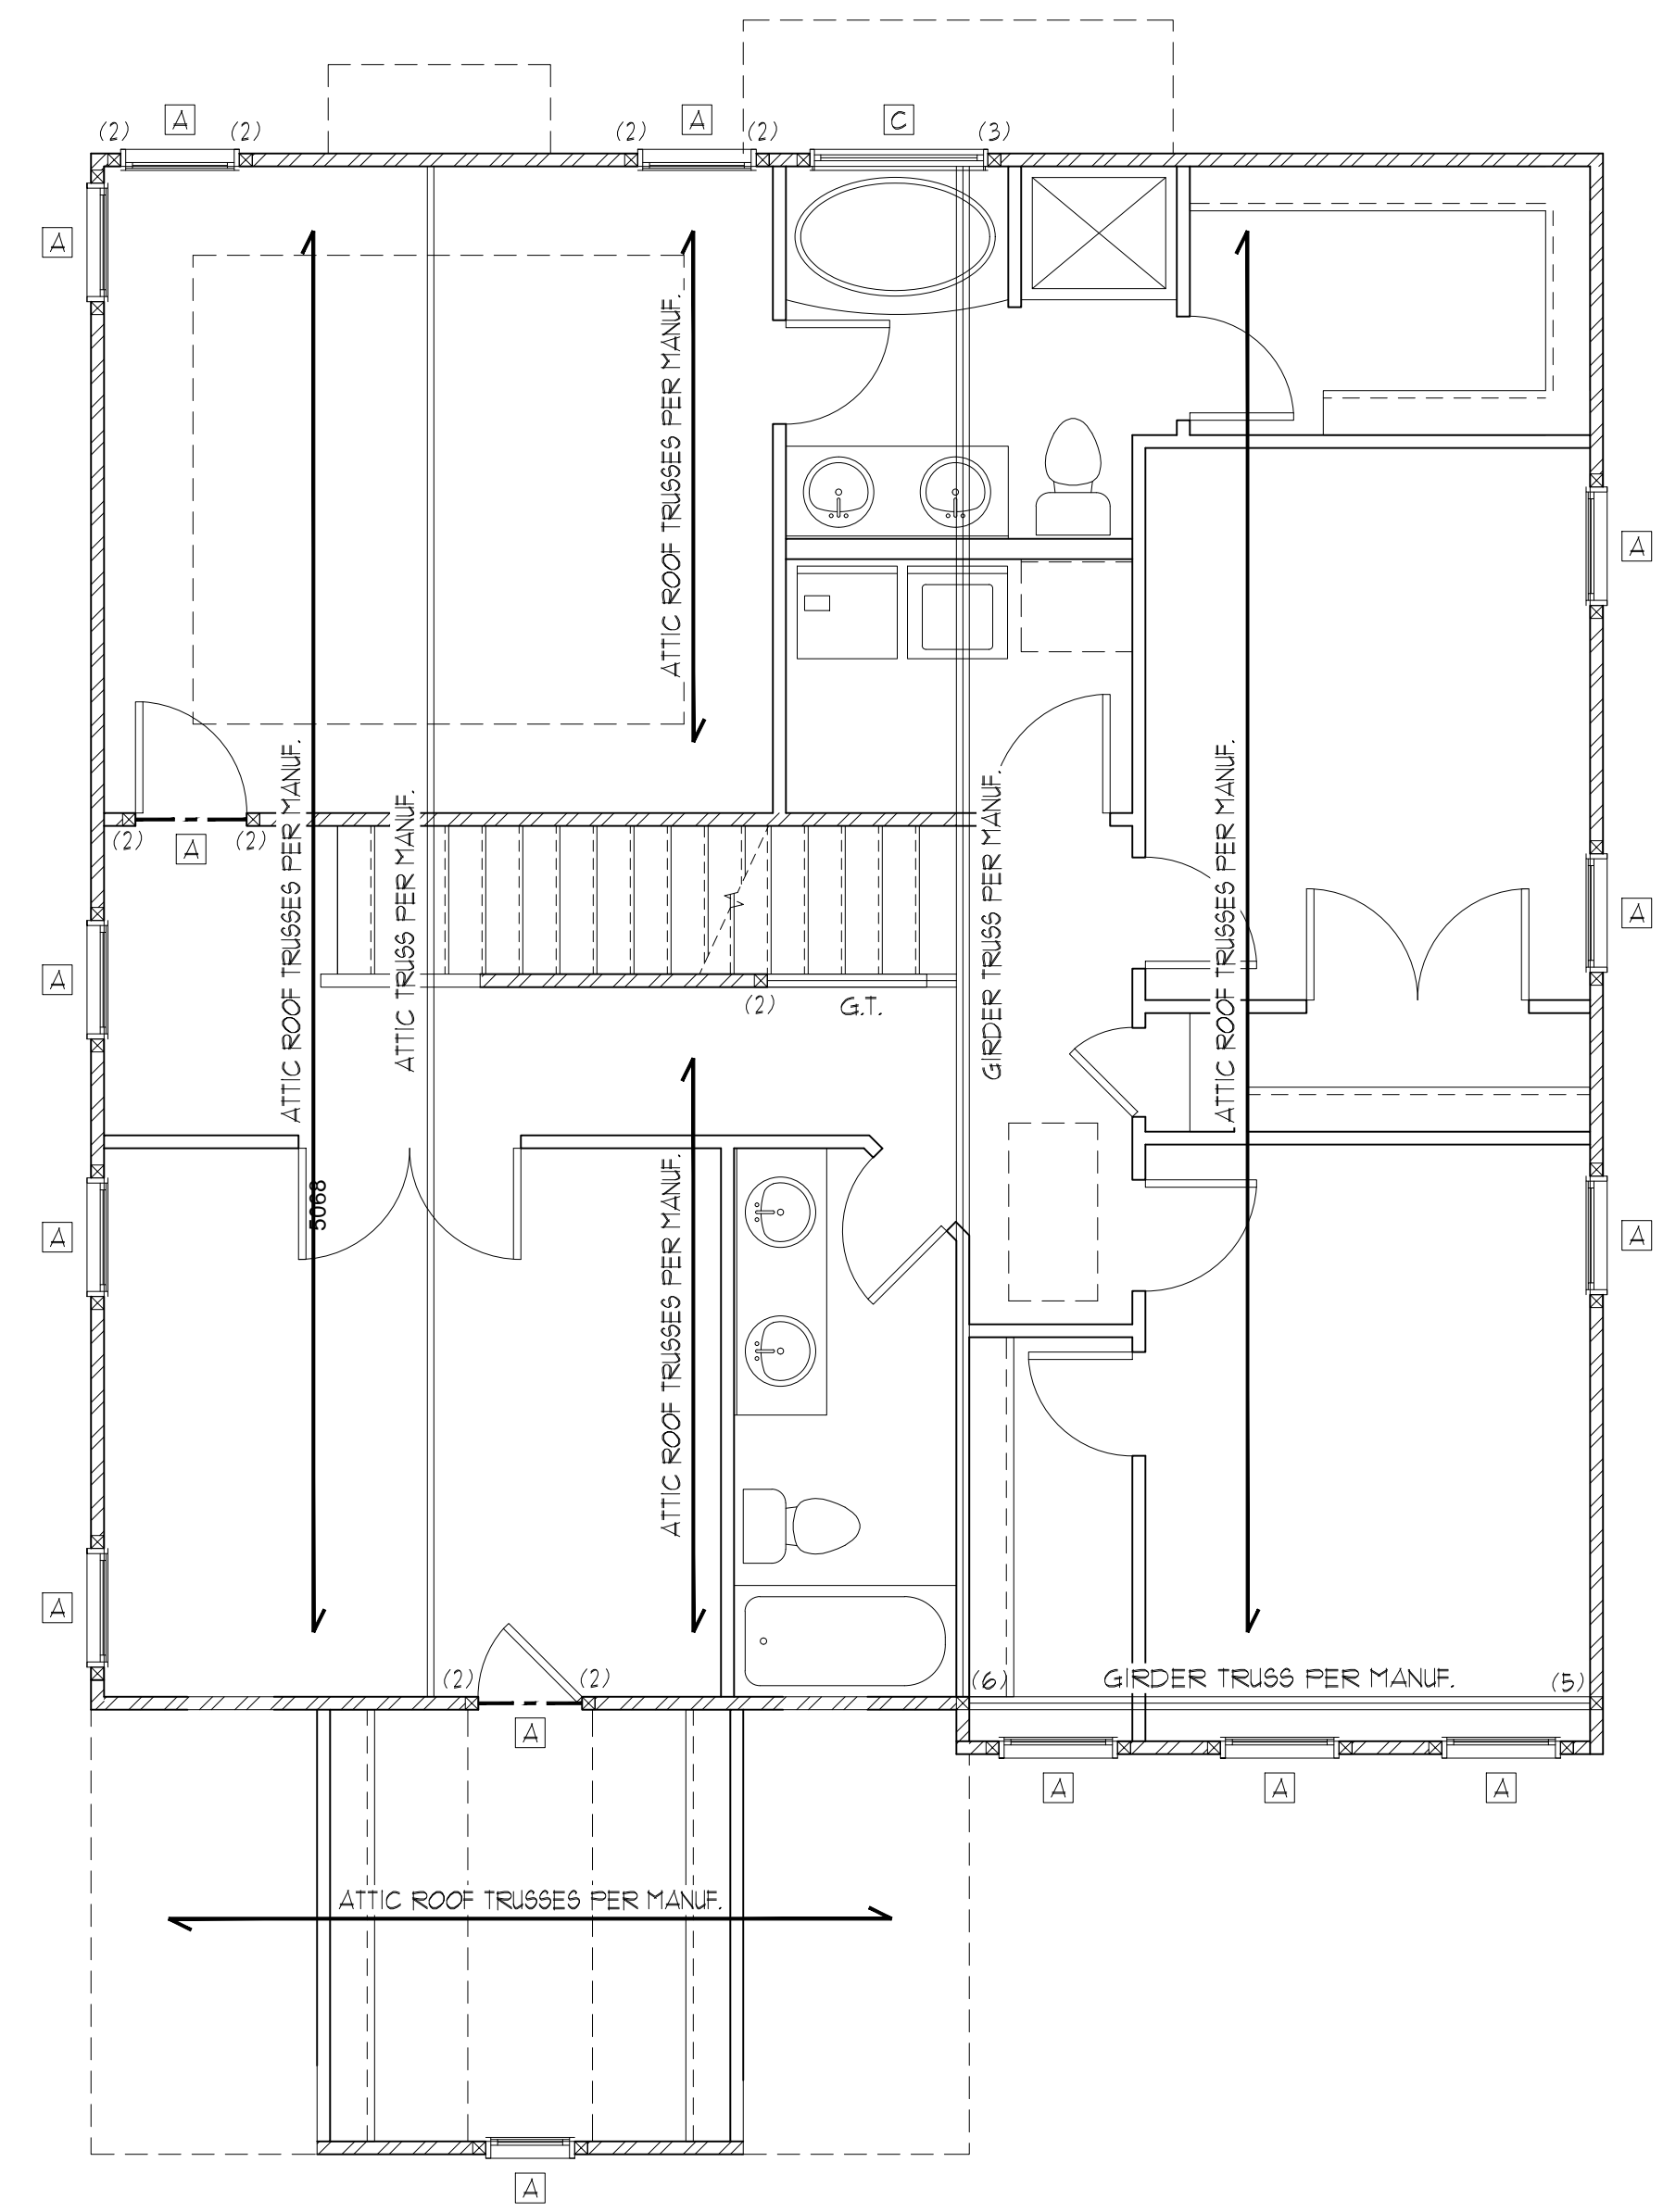 A
A
C
(2)
(2)
(2)
(2)
(3)
A
ATTIC ROOF TRUSSES PER MANUF.
A
ATTIC ROOF TRUSSES PER MANUF.
ATTIC TRUSS PER MANUF.
GIRDER TRUSS PER MANUF.
ATTIC ROOF TRUSSES PER MANUF.
(2)
A
(2)
A
A
(2)
G.T.
5068
ATTIC ROOF TRUSSES PER MANUF.
A
A
A
(2)
(2)
(6)
GIRDER TRUSS PER MANUF.
(5)
A
A
A
A
ATTIC ROOF TRUSSES PER MANUF.
A